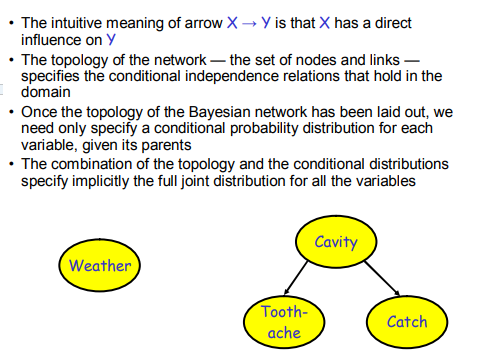 • The intuitive meaning of arrow X → Y is that X has a direct
influence on Y
• The topology of the network — the set of nodes and links —
specifies the conditional independence relations that hold in the
domain
• Once the topology of the Bayesian network has been laid out, we
need only specify a conditional probability distribution for each
variable, given its parents
• The combination of the topology and the conditional distributions
specify implicitly the full joint distribution for all the variables
Cavity
Weather
Tooth-
ache
Catch